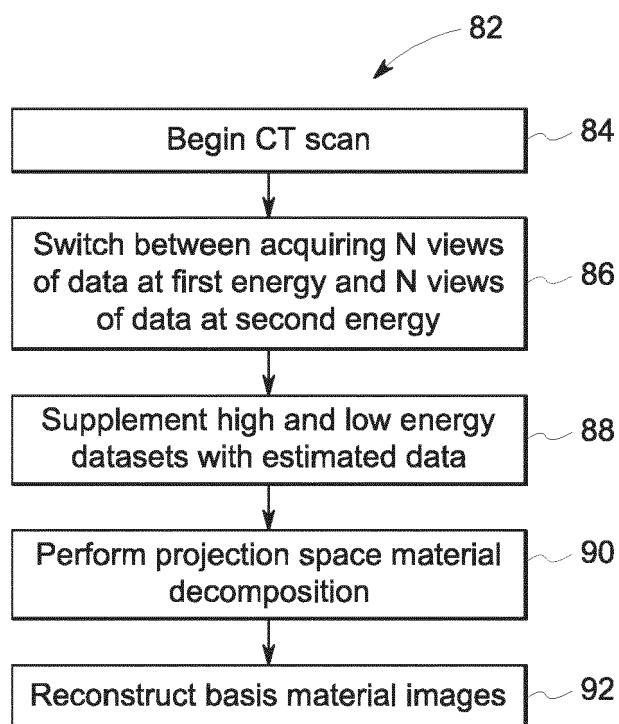 82
Begin CT scan
84
Switch between acquiring N views
of data at first energy and N views
of data at second energy
86
Supplement high and low energy
datasets with estimated data
88
Perform projection space material
decomposition
90
Reconstruct basis material images
92